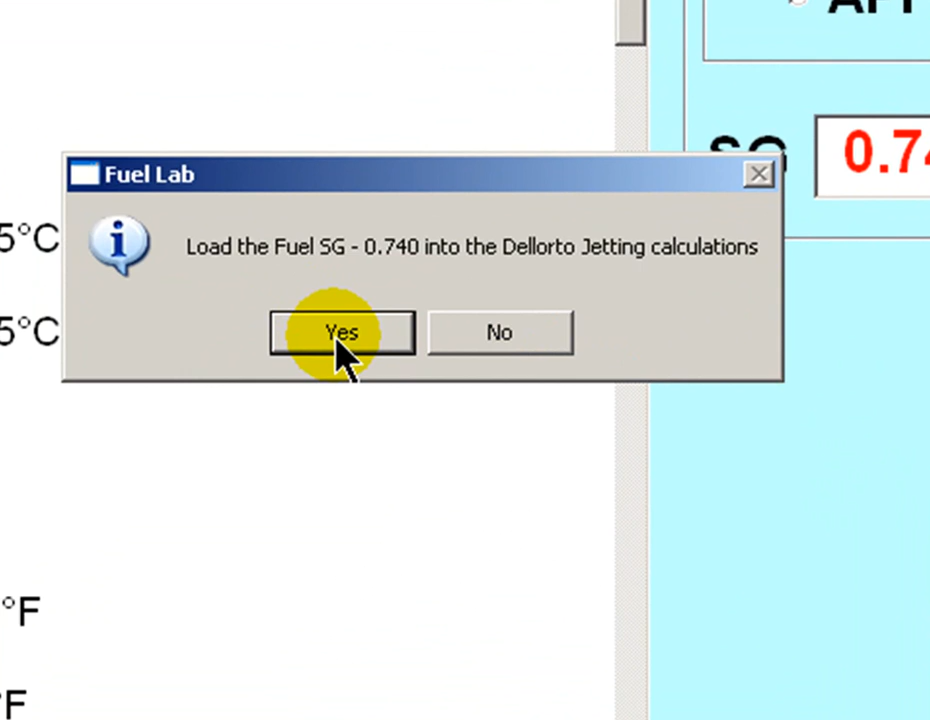 API
SG 0.74
Fuel Lab
5°C
Load the Fuel SG - 0.740 into the Dellorto Jetting calculations
5°C
Yes No
°F
°F